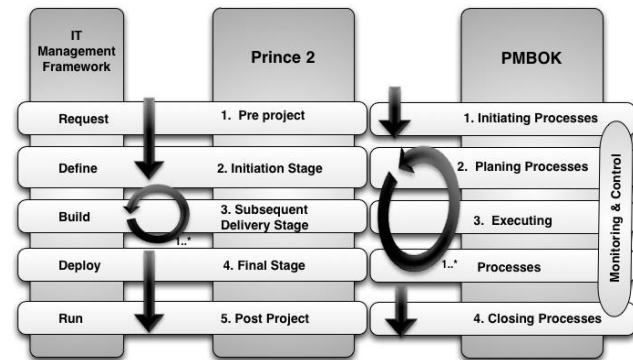 IT
Management
Framework
Prince 2
PMBOK
Request
1. Pre project
1. Initiating Processes
Define
2. Initiation Stage
2. Planing Processes
Build
3. Subsequent
Delivery Stage
3. Executing
1..*
Deploy
4. Final Stage
1..*
Processes
Run
5. Post Project
4. Closing Processes
Monitoring & Control